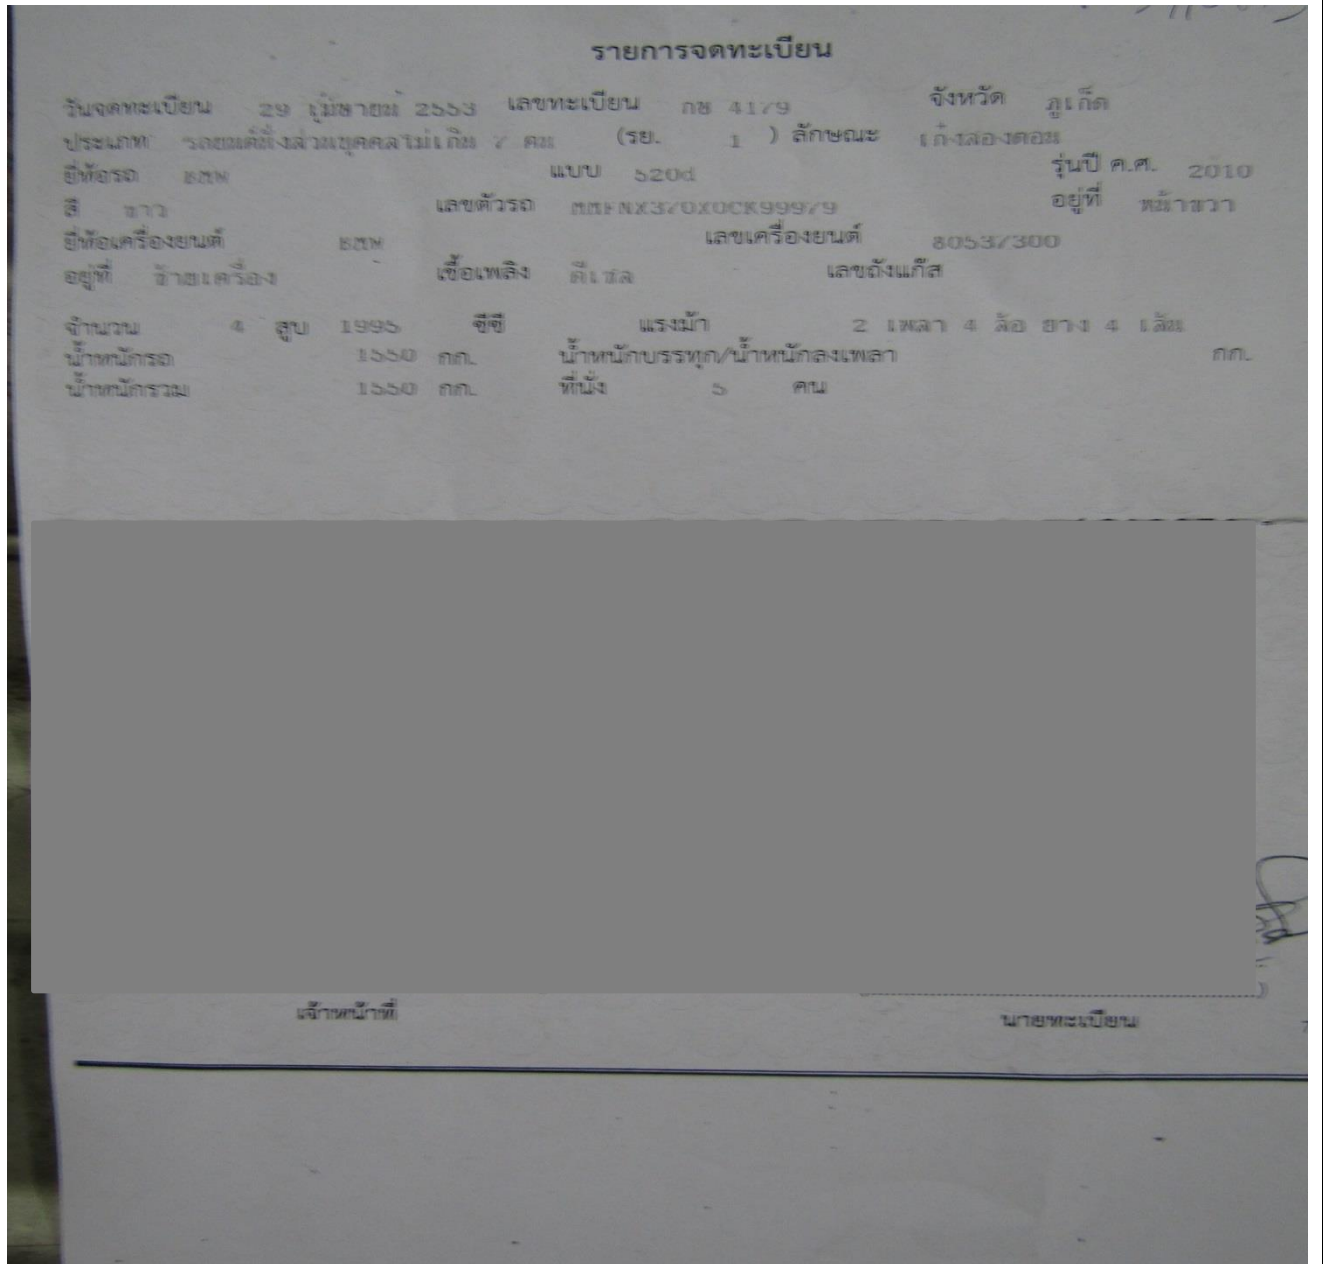 รายการจดทะเบียน
วันจดทะเบียน 29 เมษายน 2553 เลขทะเบียน กษ 4179 จังหวัด ภูเก็ต
ประเภท รถยนต์นั่งส่วนบุคคลไม่เกิน 7 คน (รย. 1 ) ลักษณะ เก๋งสองตอน
ยี่ห้อรถ BMW แบบ 520d รุ่นปี ค.ศ. 2010
สี ขาว เลขตัวรถ MMFNX370X0CK99979 อยู่ที่ หน้าขวา
ยี่ห้อเครื่องยนต์ BMW เลขเครื่องยนต์ 80537300
อยู่ที่ ซ้ายเครื่อง เชื้อเพลิง ดีเซล เลขถังแก๊ส
จำนวน 4 สูบ 1995 ซีซี แรงม้า 2 เพลา 4 ล้อ ยาง 4 เส้น
น้ำหนักรถ 1550 กก. น้ำหนักบรรทุก/น้ำหนักลงเพลา กก.
น้ำหนักรวม 1550 กก. ที่นั่ง 5 คน
เจ้าหน้าที่ นายทะเบียน